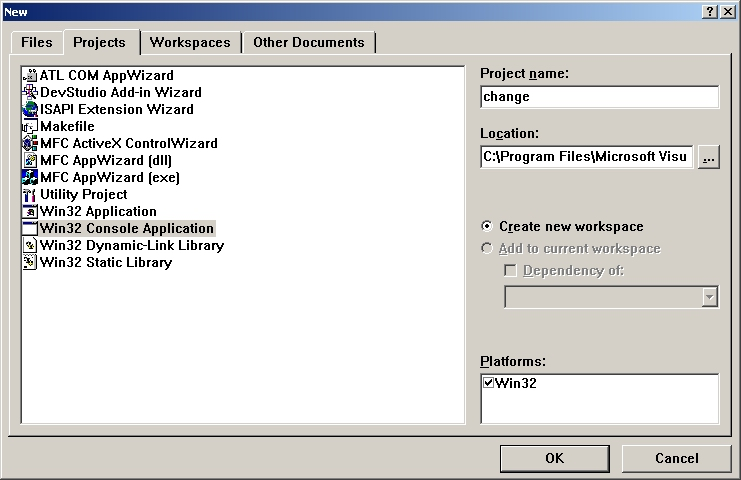 New
Files
Projects
Workspaces
Other Documents
ATL COM AppWizard
DevStudio Add-in Wizard
ISAPI Extension Wizard
Makefile
MFC ActiveX ControlWizard
MFC AppWizard (dll)
MFC AppWizard (exe)
Utility Project
Win32 Application
Win32 Console Application
Win32 Dynamic-Link Library
Win32 Static Library
Project name:
change
Location:
C:\Program Files\Microsoft Visu
...
Create new workspace
Add to current workspace
Dependency of:
Platforms:
Win32
OK
Cancel